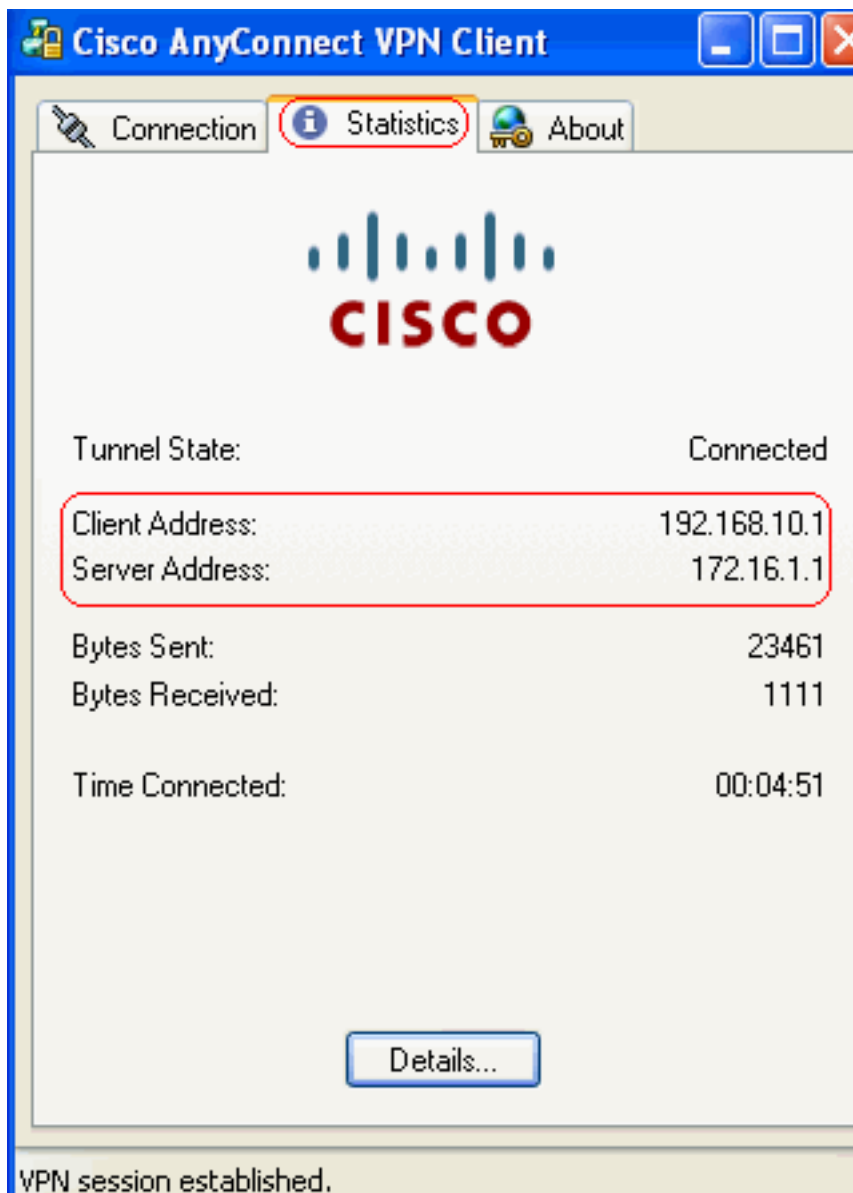 Cisco AnyConnect VPN Client
Connection Statistics About
CISCO
Tunnel State: Connected
Client Address: 192.168.10.1
Server Address: 172.16.1.1
Bytes Sent: 23461
Bytes Received: 1111
Time Connected: 00:04:51
Details...
VPN session established.